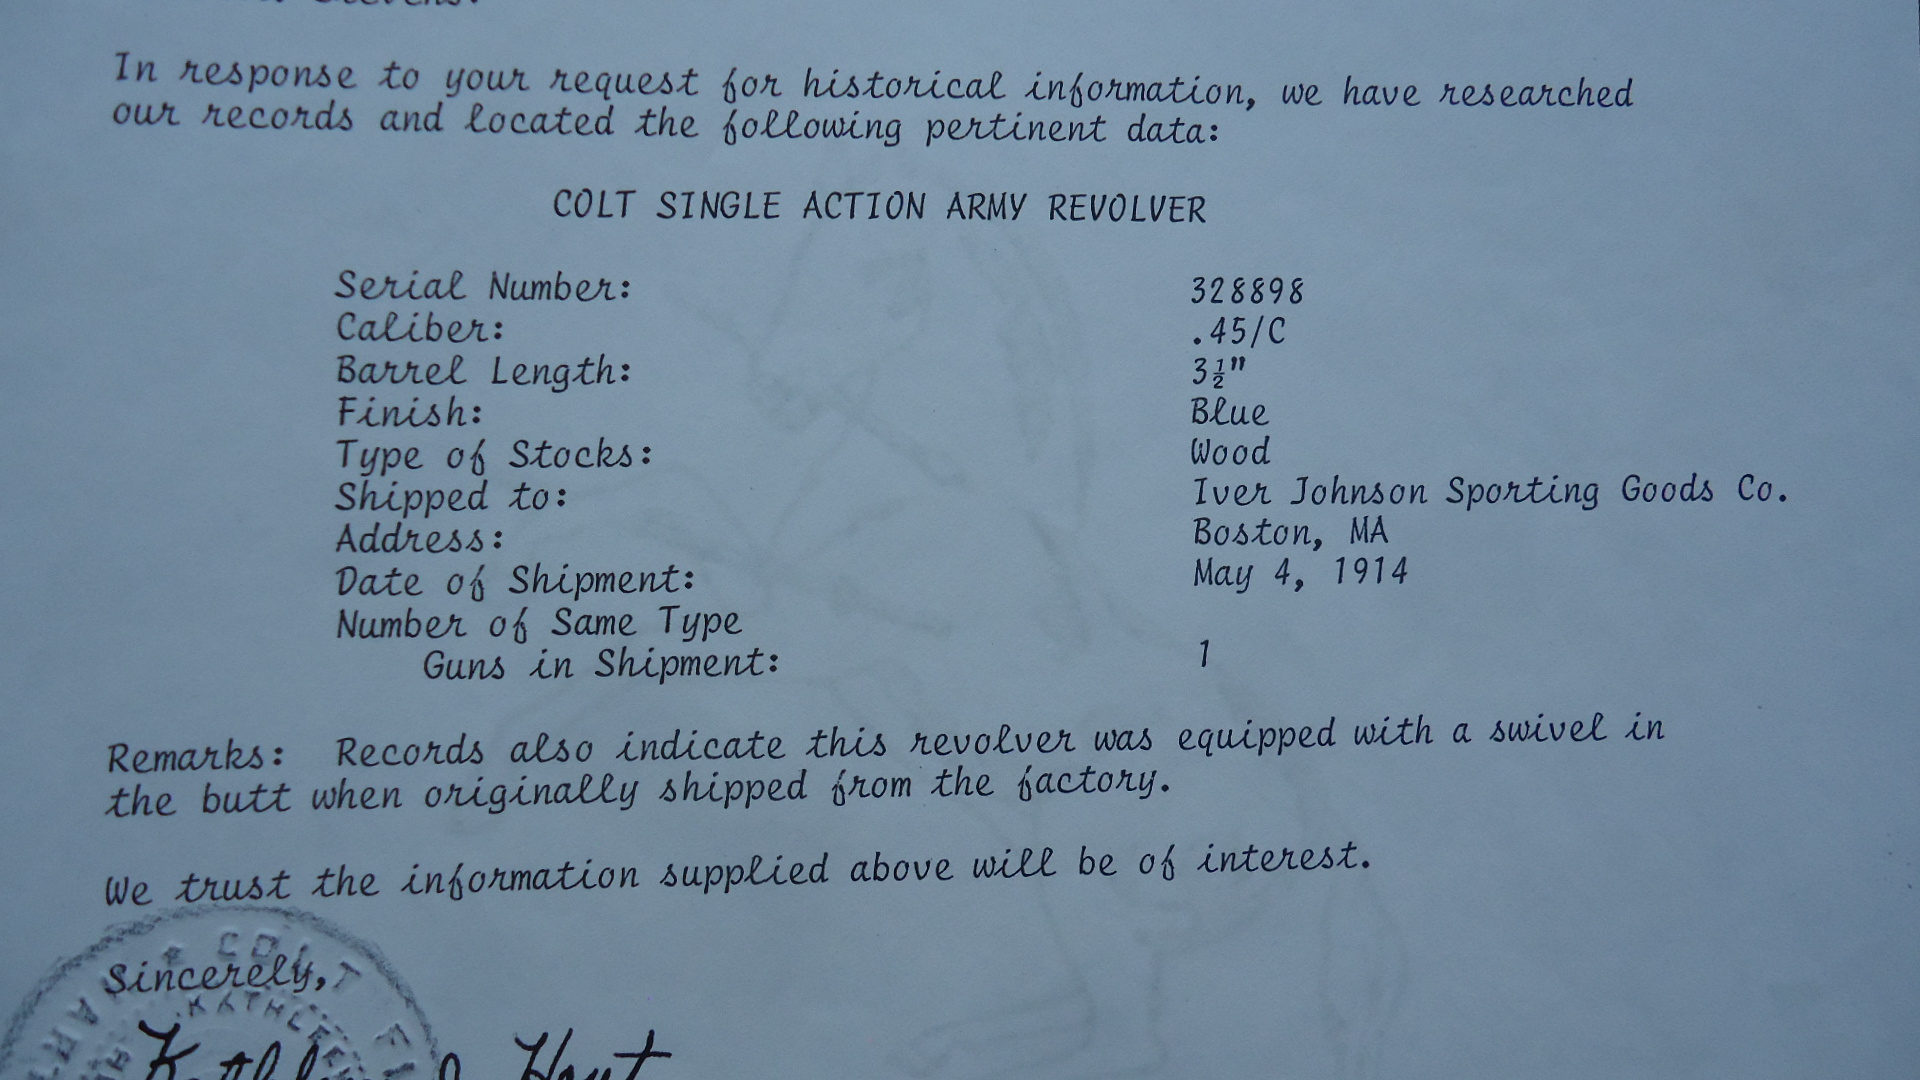 Stevens:
In response to your request for historical information, we have researched
our records and located the following pertinent data:
COLT SINGLE ACTION ARMY REVOLVER
Serial Number: 328898
Caliber: .45/C
Barrel Length: 3½"
Finish: Blue
Type of Stocks: Wood
Shipped to: Iver Johnson Sporting Goods Co.
Address: Boston, MA
Date of Shipment: May 4, 1914
Number of Same Type
Guns in Shipment: 1
Remarks: Records also indicate this revolver was equipped with a swivel in
the butt when originally shipped from the factory.
We trust the information supplied above will be of interest.
Sincerely,
COLT